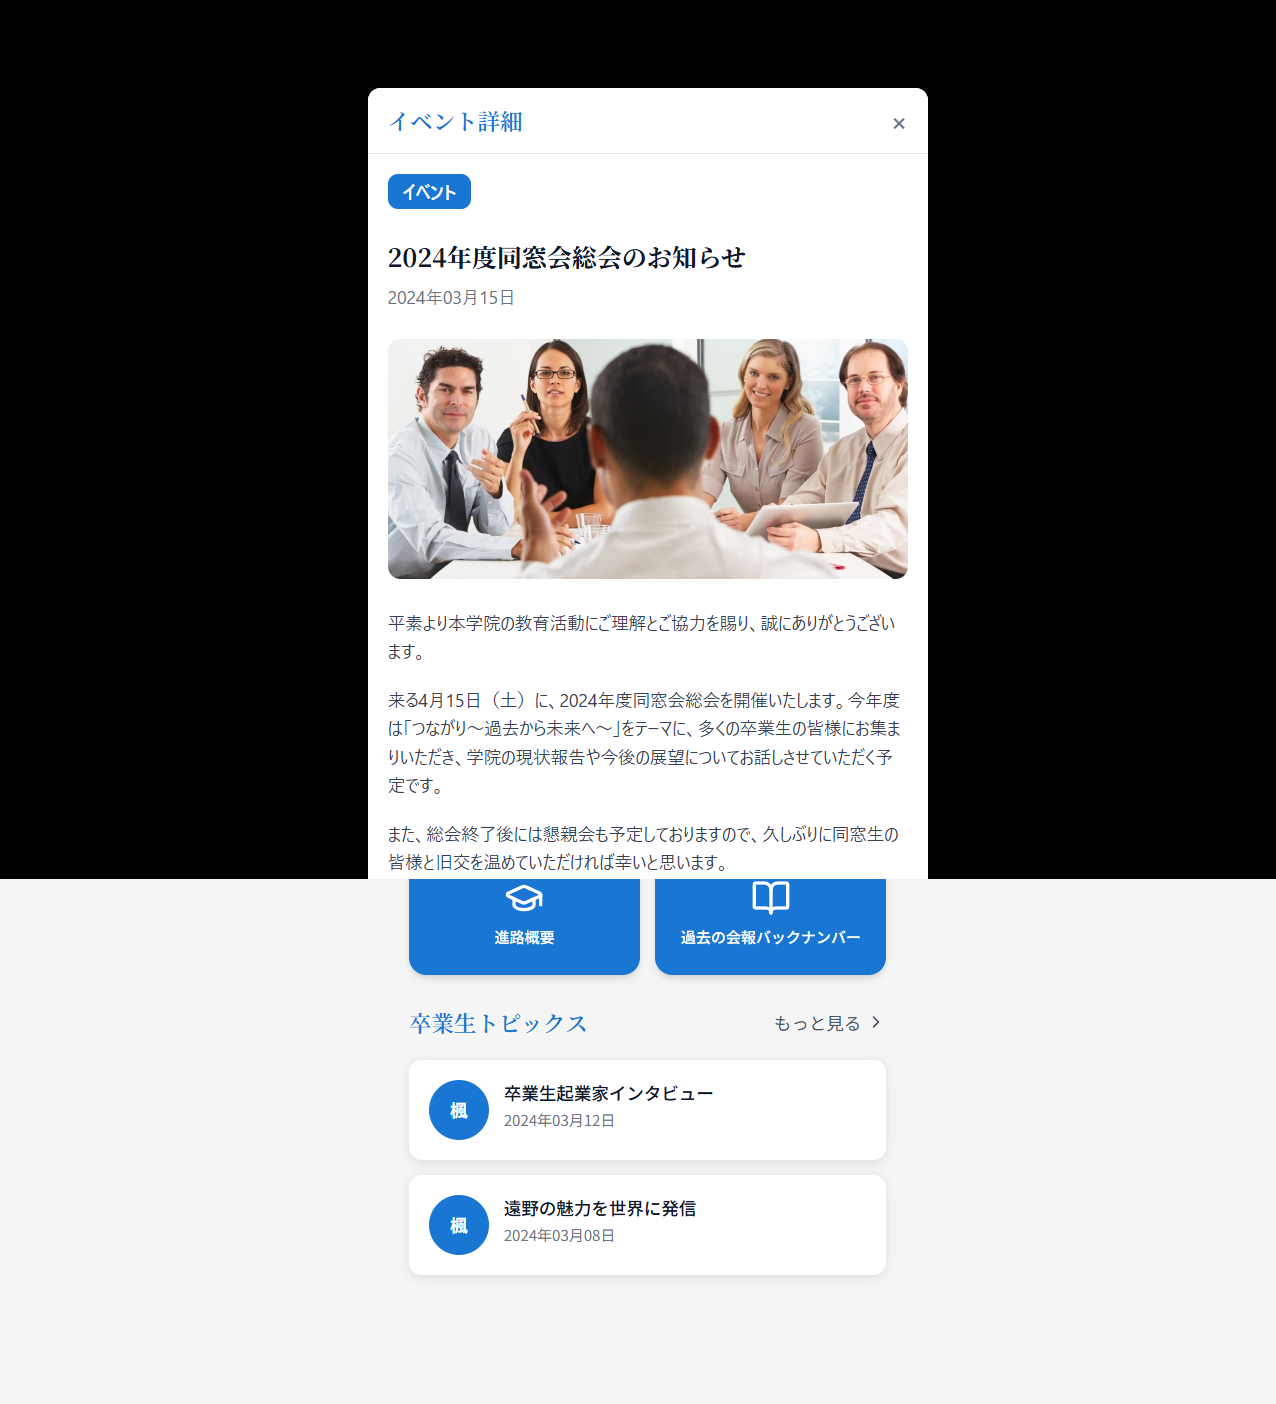 イベント詳細
×
イベント
2024年度同窓会総会のお知らせ
2024年03月15日
平素より本学院の教育活動にご理解とご協力を賜り、誠にありがとうござい
ます。
来る4月15日（土）に、2024年度同窓会総会を開催いたします。今年度
は「つながり～過去から未来へ～」をテーマに、多くの卒業生の皆様にお集ま
りいただき、学院の現状報告や今後の展望についてお話しさせていただく予
定です。
また、総会終了後には懇親会も予定しておりますので、久しぶりに同窓生の
皆様と旧交を温めていただければ幸いと思います。
進路概要
過去の会報バックナンバー
卒業生トピックス
もっと見る
楓
卒業生起業家インタビュー
2024年03月12日
楓
遠野の魅力を世界に発信
2024年03月08日